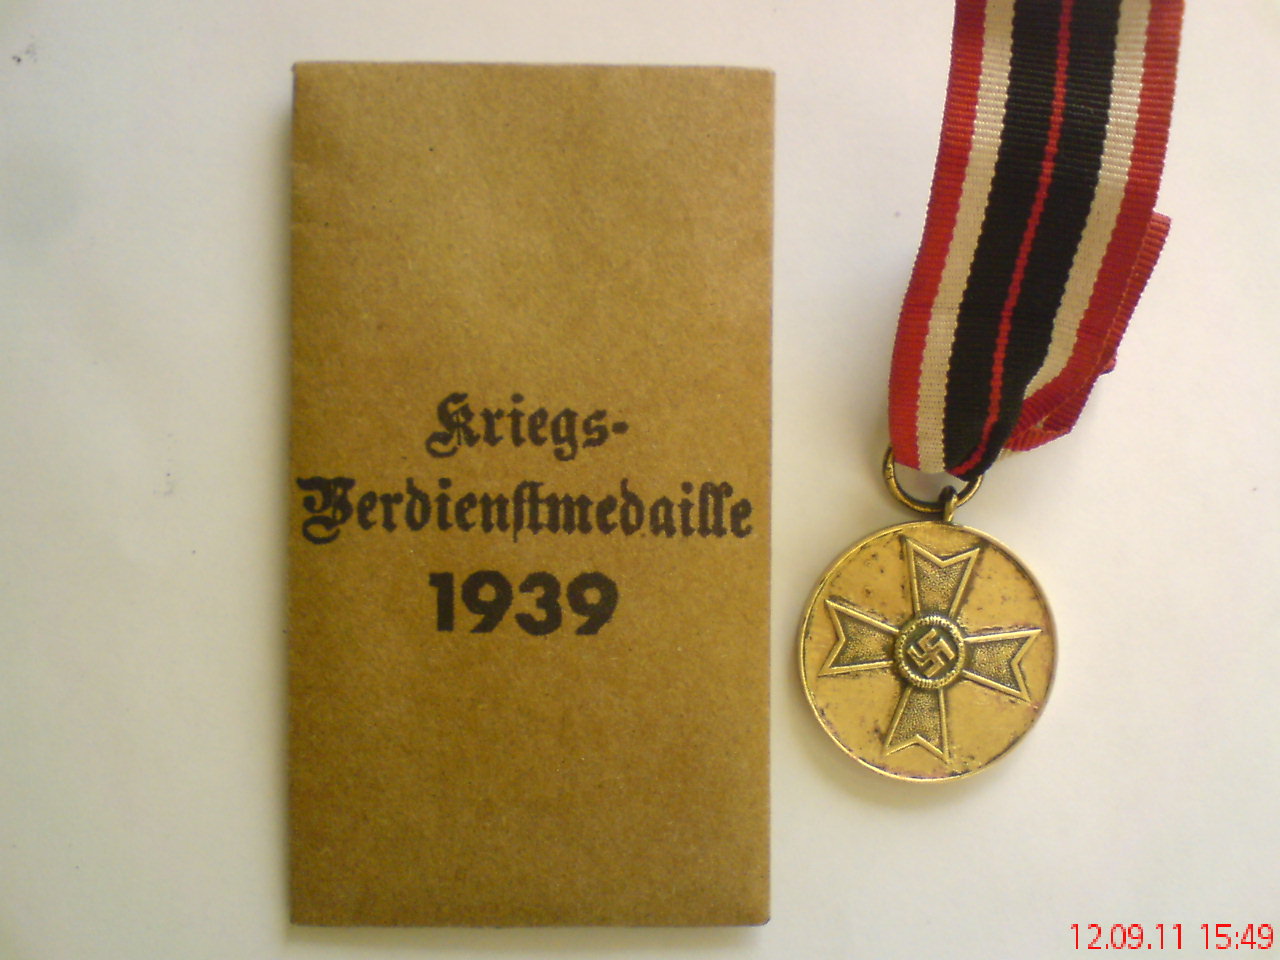 Kriegs-
Verdienstmedaille
1939
12.09.11 15:49